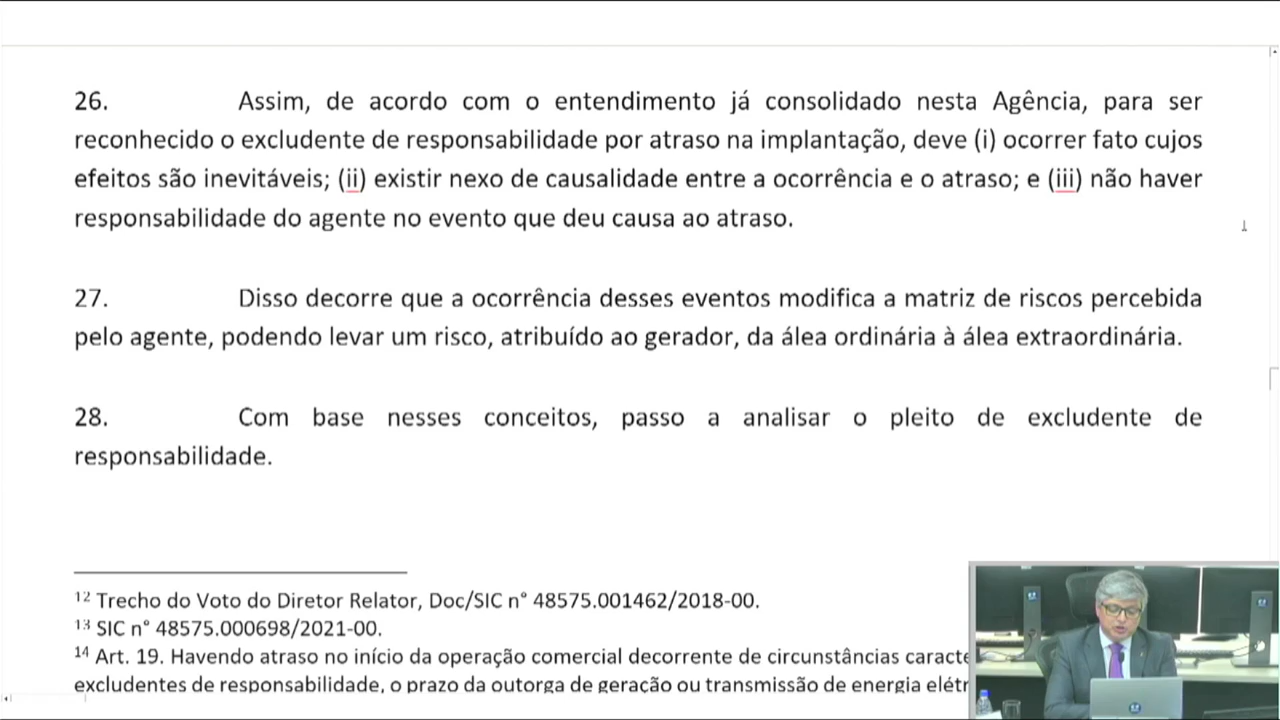 26. Assim, de acordo com o entendimento já consolidado nesta Agência, para ser
reconhecido o excludente de responsabilidade por atraso na implantação, deve (i) ocorrer fato cujos
efeitos são inevitáveis; (ii) existir nexo de causalidade entre a ocorrência e o atraso; e (iii) não haver
responsabilidade do agente no evento que deu causa ao atraso.
27. Disso decorre que a ocorrência desses eventos modifica a matriz de riscos percebida
pelo agente, podendo levar um risco, atribuído ao gerador, da álea ordinária à álea extraordinária.
28. Com base nesses conceitos, passo a analisar o pleito de excludente de
responsabilidade.
12 Trecho do Voto do Diretor Relator, Doc/SIC n° 48575.001462/2018-00.
13 SIC n° 48575.000698/2021-00.
14 Art. 19. Havendo atraso no início da operação comercial decorrente de circunstâncias caracte
excludentes de responsabilidade, o prazo da outorga de geração ou transmissão de energia elétr